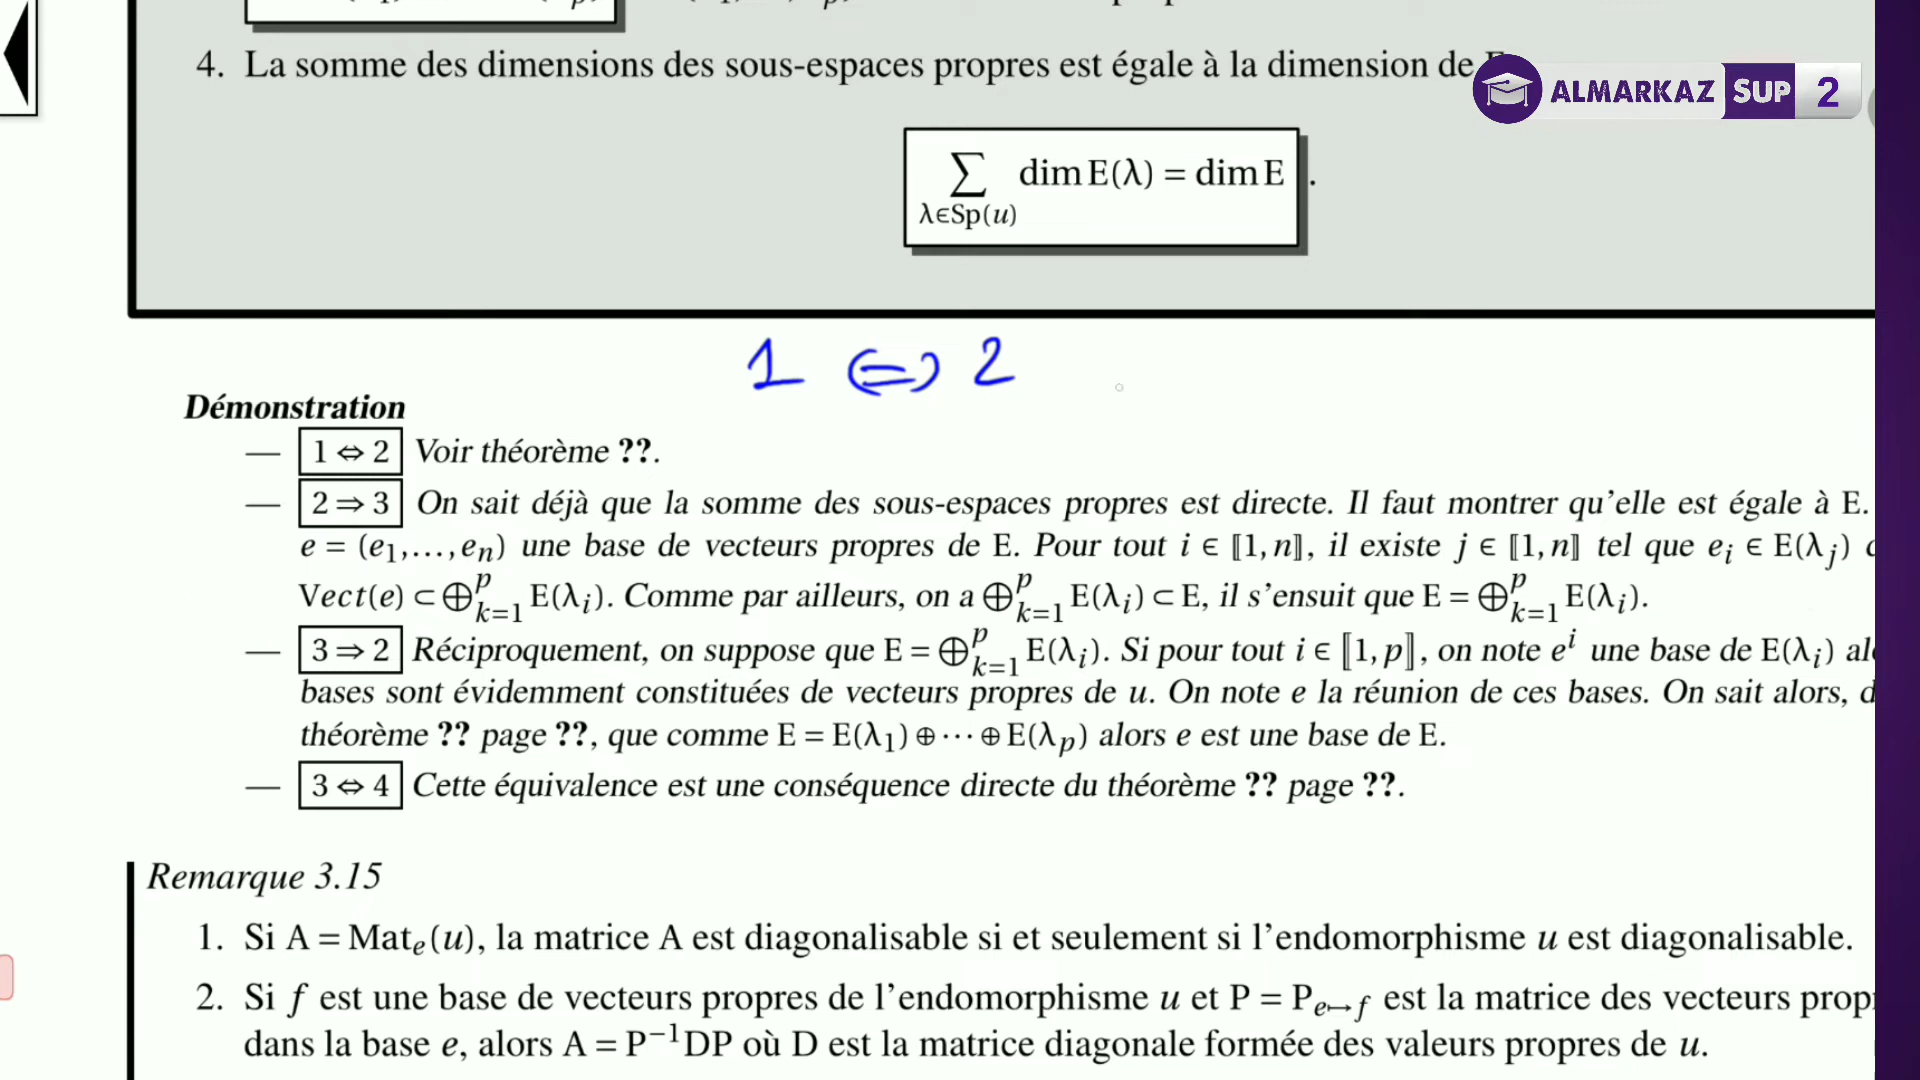 4. La somme des dimensions des sous-espaces propres est égale à la dimension de
ALMARKAZ SUP 2
∑ dim E(λ) = dim E .
λ∈Sp(u)
1 ⇔ 2
Démonstration
— 1 ⇔ 2 Voir théorème ??.
— 2 ⇒ 3 On sait déjà que la somme des sous-espaces propres est directe. Il faut montrer qu'elle est égale à E.
e = (e₁,...,eₙ) une base de vecteurs propres de E. Pour tout i ∈ ⟦1,n⟧, il existe j ∈ ⟦1,n⟧ tel que eᵢ ∈ E(λⱼ)
Vect(e) ⊂ ⊕ᵖₖ₌₁ E(λᵢ). Comme par ailleurs, on a ⊕ᵖₖ₌₁ E(λᵢ) ⊂ E, il s'ensuit que E = ⊕ᵖₖ₌₁ E(λᵢ).
— 3 ⇒ 2 Réciproquement, on suppose que E = ⊕ᵖₖ₌₁ E(λᵢ). Si pour tout i ∈ ⟦1,p⟧, on note eⁱ une base de E(λᵢ)
bases sont évidemment constituées de vecteurs propres de u. On note e la réunion de ces bases. On sait alors,
théorème ?? page ??, que comme E = E(λ₁) ⊕ ··· ⊕ E(λₚ) alors e est une base de E.
— 3 ⇔ 4 Cette équivalence est une conséquence directe du théorème ?? page ??.
Remarque 3.15
1. Si A = Matₑ(u), la matrice A est diagonalisable si et seulement si l'endomorphisme u est diagonalisable.
2. Si f est une base de vecteurs propres de l'endomorphisme u et P = P_{e↦f} est la matrice des vecteurs
dans la base e, alors A = P⁻¹DP où D est la matrice diagonale formée des valeurs propres de u.